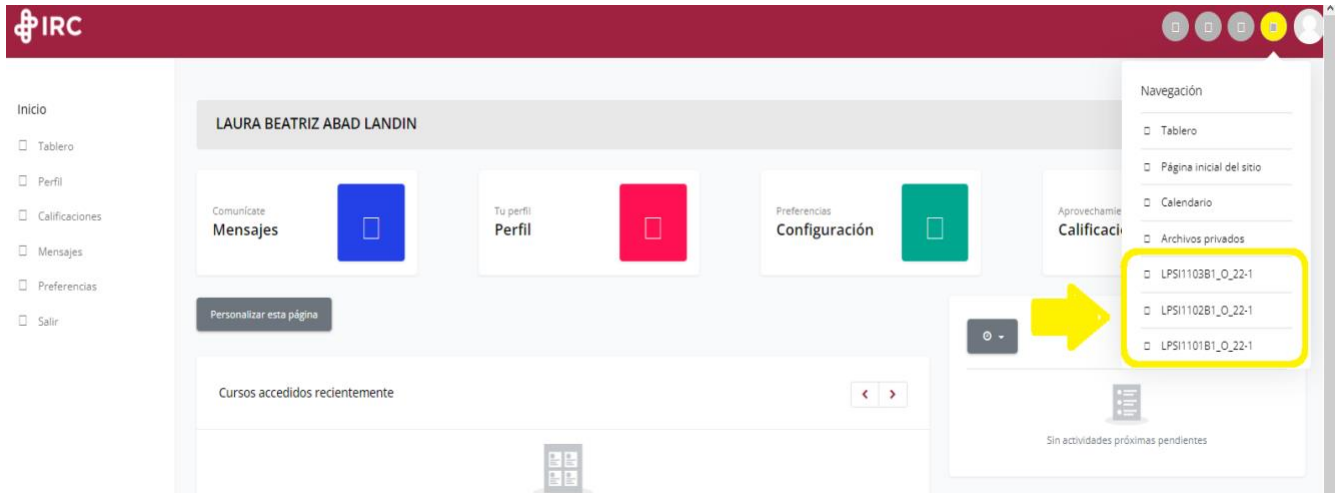 IRC
Inicio
Tablero
Perfil
Calificaciones
Mensajes
Preferencias
Salir
LAURA BEATRIZ ABAD LANDIN
Comunícate
Mensajes
Tu perfil
Perfil
Preferencias
Configuración
Aprovechamie
Calificaci
Personalizar esta página
Cursos accedidos recientemente
Sin actividades próximas pendientes
Navegación
Tablero
Página inicial del sitio
Calendario
Archivos privados
LPSI1103B1_O_22-1
LPSI1102B1_O_22-1
LPSI1101B1_O_22-1